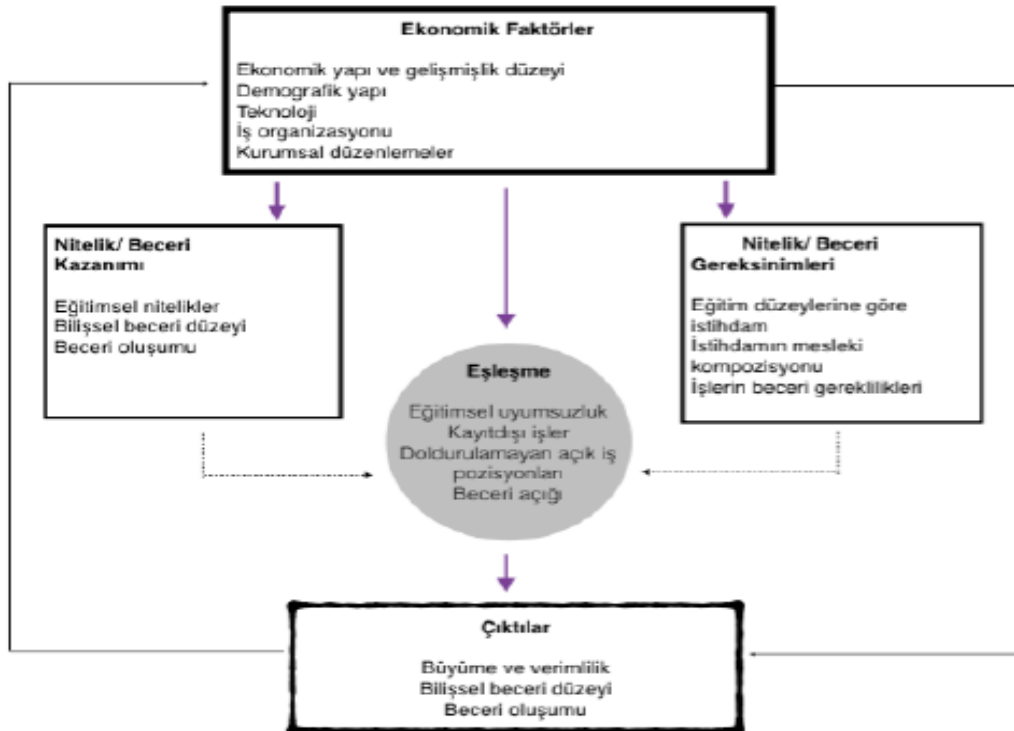 Ekonomik Faktörler
Ekonomik yapı ve gelişmişlik düzeyi
Demografik yapı
Teknoloji
İş organizasyonu
Kurumsal düzenlemeler
Nitelik/ Beceri
Kazanımı
Eğitimsel nitelikler
Bilişsel beceri düzeyi
Beceri oluşumu
Nitelik/ Beceri
Gereksinimleri
Eğitim düzeylerine göre
istihdam
İstihdamın mesleki
kompozisyonu
İşlerin beceri gereklilikleri
Eşleşme
Eğitimsel uyumsuzluk
Kayıtdışı işler
Doldurulamayan açık iş
pozisyonları
Beceri açığı
Çıktılar
Büyüme ve verimlilik
Bilişsel beceri düzeyi
Beceri oluşumu